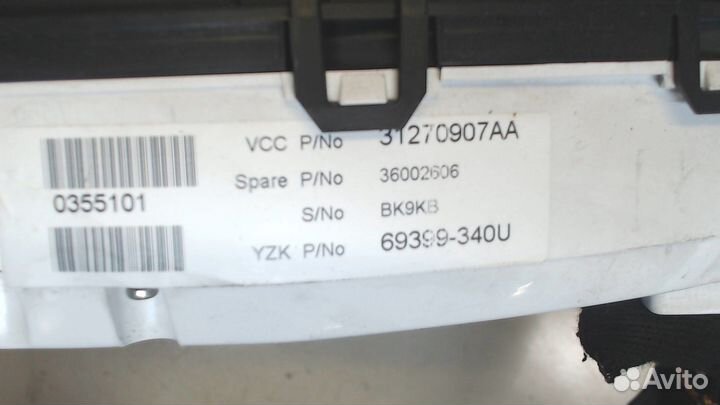 VCC P/No 31270907AA
Spare P/No 36002606
0355101
S/No BK9KB
YZK P/No 69399-340U
Avito